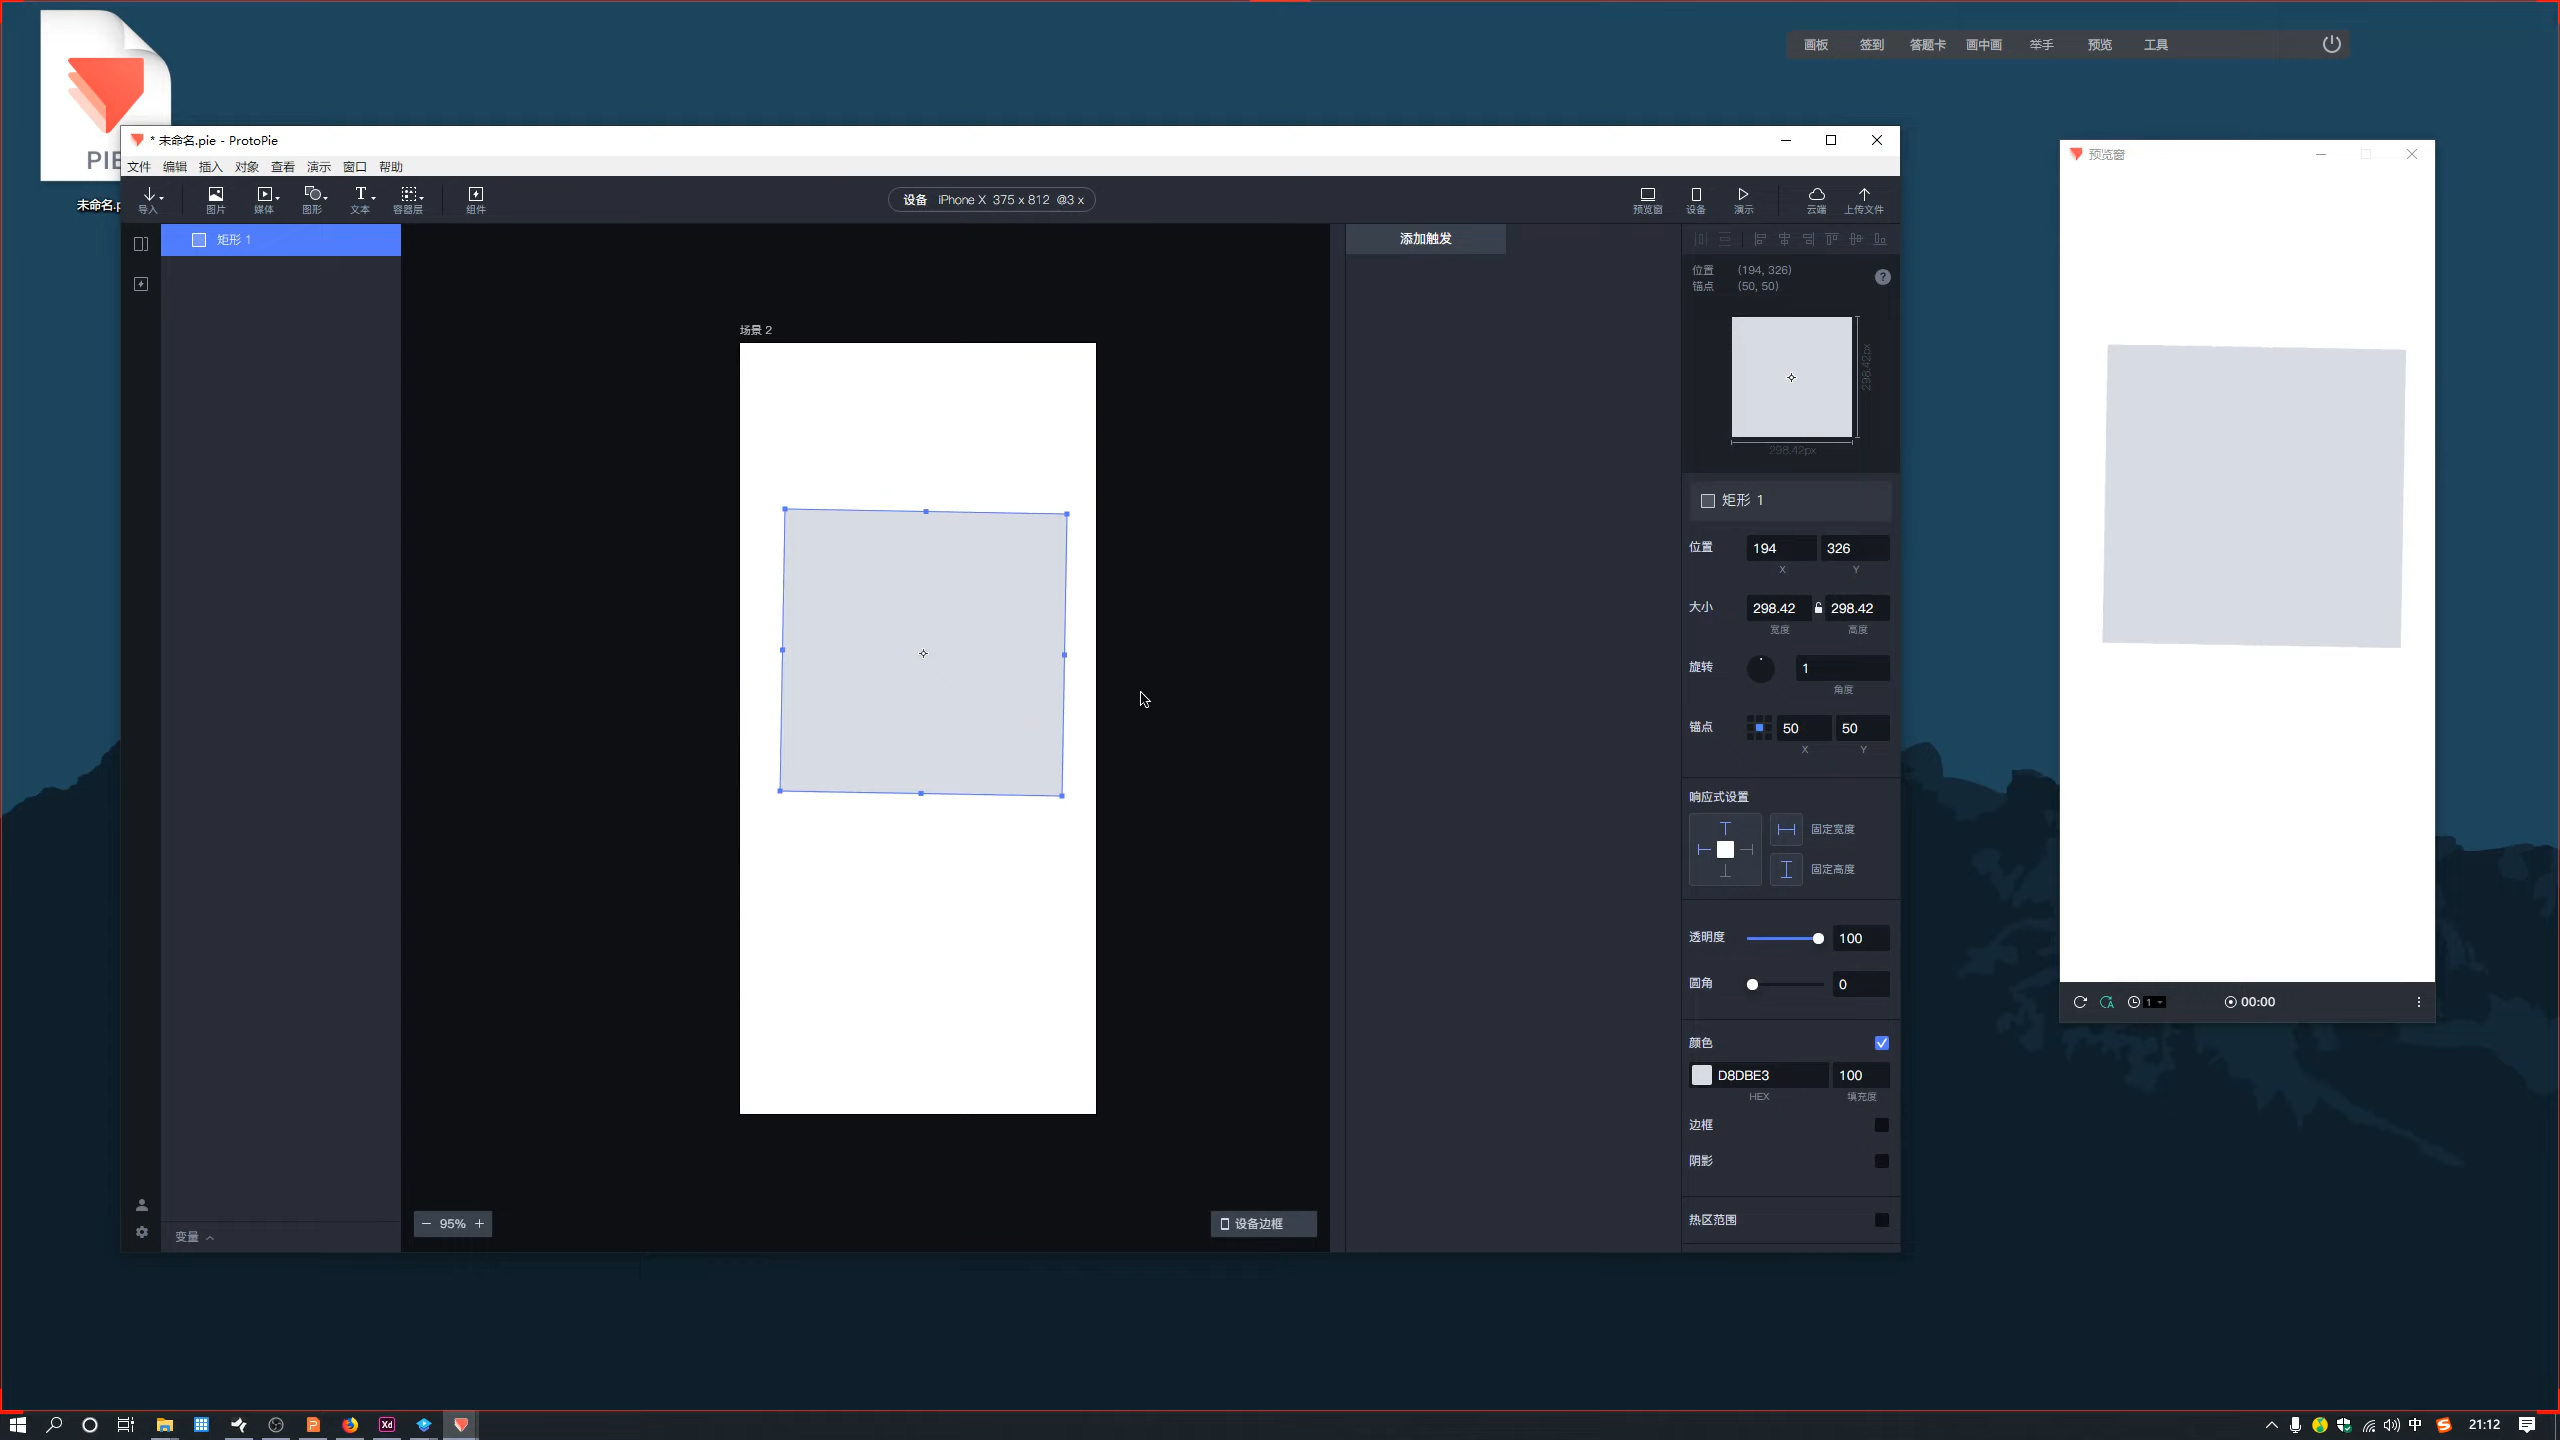 PIE
未命名.p
画板 签到 答题卡 画中画 举手 预览 工具
* 未命名.pie - ProtoPie
文件 编辑 插入 对象 查看 演示 窗口 帮助
导入 图片 媒体 图形 文本 容器层 组件
设备 iPhone X 375 x 812 @3 x
预览窗 设备 演示 云端 上传文件
矩形 1
场景 2
变量
95%
设备边框
添加触发
位置 (194, 326)
锚点 (50, 50)
298.42px
298.42px
矩形 1
位置 194 326
X Y
大小 298.42 298.42
宽度 高度
旋转 1
角度
锚点 50 50
X Y
响应式设置
固定宽度
固定高度
透明度 100
圆角 0
颜色
D8DBE3 100
HEX 填充度
边框
阴影
热区范围
预览窗
1 00:00
Xd
中 21:12